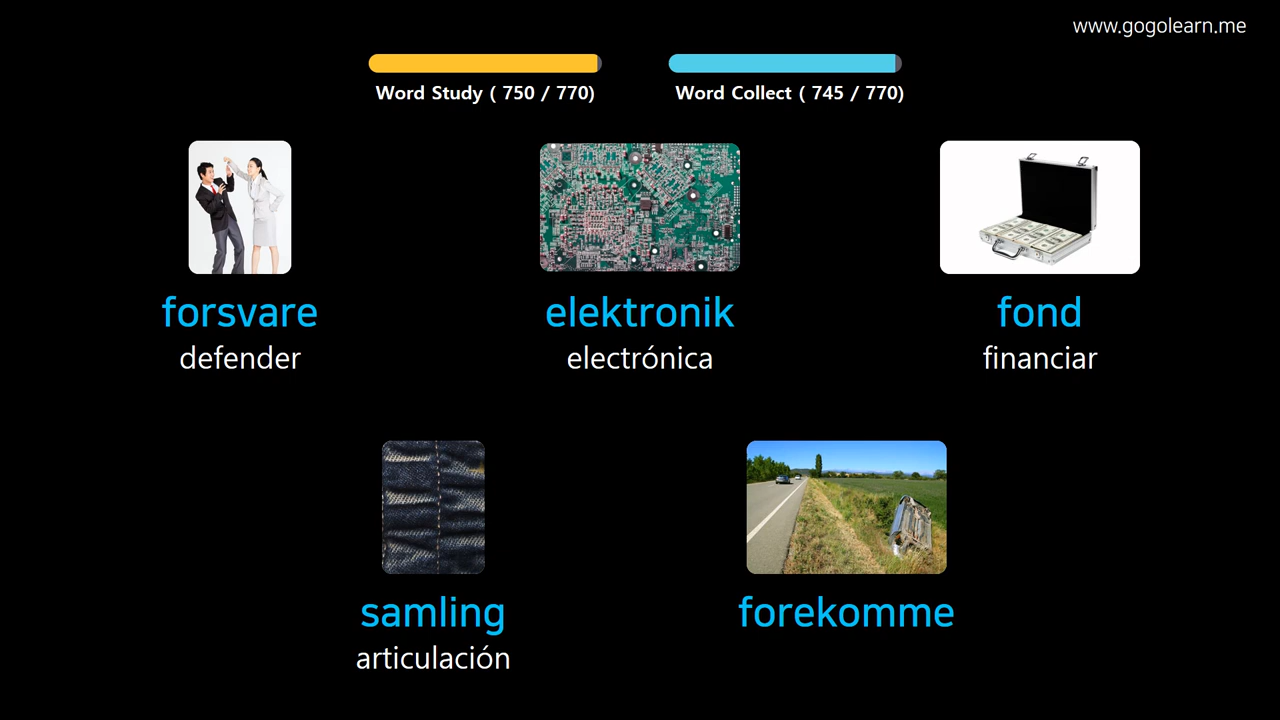 www.gogolearn.me
Word Study ( 750 / 770)
Word Collect ( 745 / 770)
forsvare
defender
elektronik
electrónica
fond
financiar
samling
articulación
forekomme